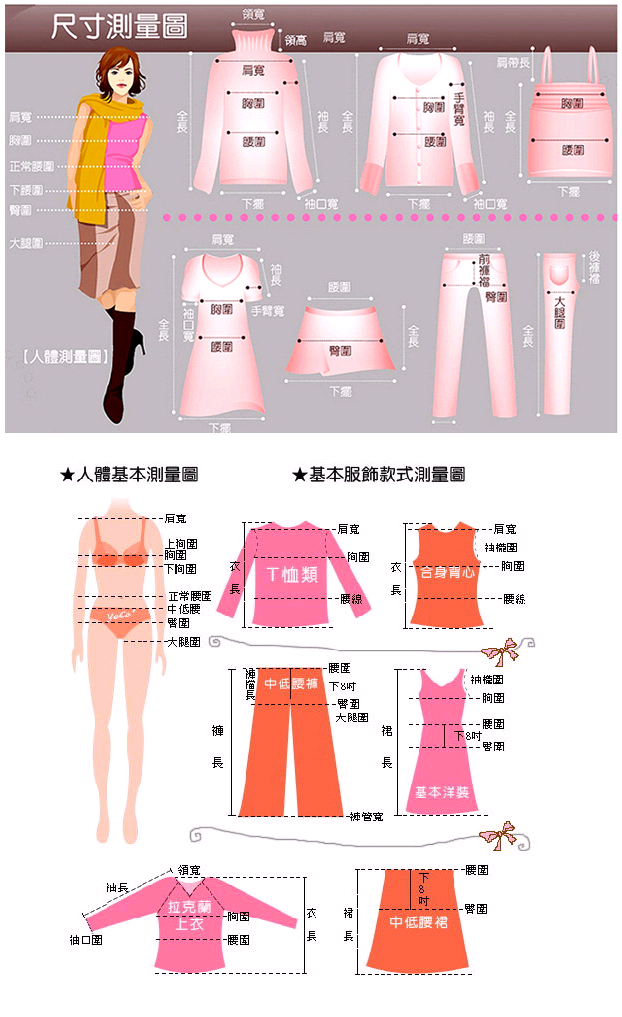 尺寸測量圖
領寬
領高
肩寬
肩寬
胸圍
腰圍
全長
袖長
下擺
袖口寬
肩寬
手臂寬
胸圍
腰圍
全長
袖長
下擺
袖口寬
肩帶長
胸圍
腰圍
全長
下擺
肩寬
胸圍
正常腰圍
下腰圍
臀圍
大腿圍
【人體測量圖】
肩寬
袖長
手臂寬
袖口寬
胸圍
腰圍
全長
下擺
腰圍
臀圍
全長
下擺
腰圍
前褲襠
臀圍
全長
後褲襠
大腿圍
★人體基本測量圖
★基本服飾款式測量圖
肩寬
上胸圍
胸圍
下胸圍
正常腰圍
中低腰
臀圍
大腿圍
YoCo
肩寬
胸圍
腰線
衣長
T恤類
肩寬
袖襱圍
胸圍
腰線
衣長
合身背心
腰圍
下8吋
臀圍
大腿圍
褲襠長
褲長
中低腰褲
褲管寬
袖襱圍
胸圍
腰圍
下8吋
臀圍
裙長
基本洋裝
領寬
袖長
袖口圍
拉克蘭
上衣
胸圍
腰圍
衣長
腰圍
下8吋
臀圍
裙長
中低腰裙